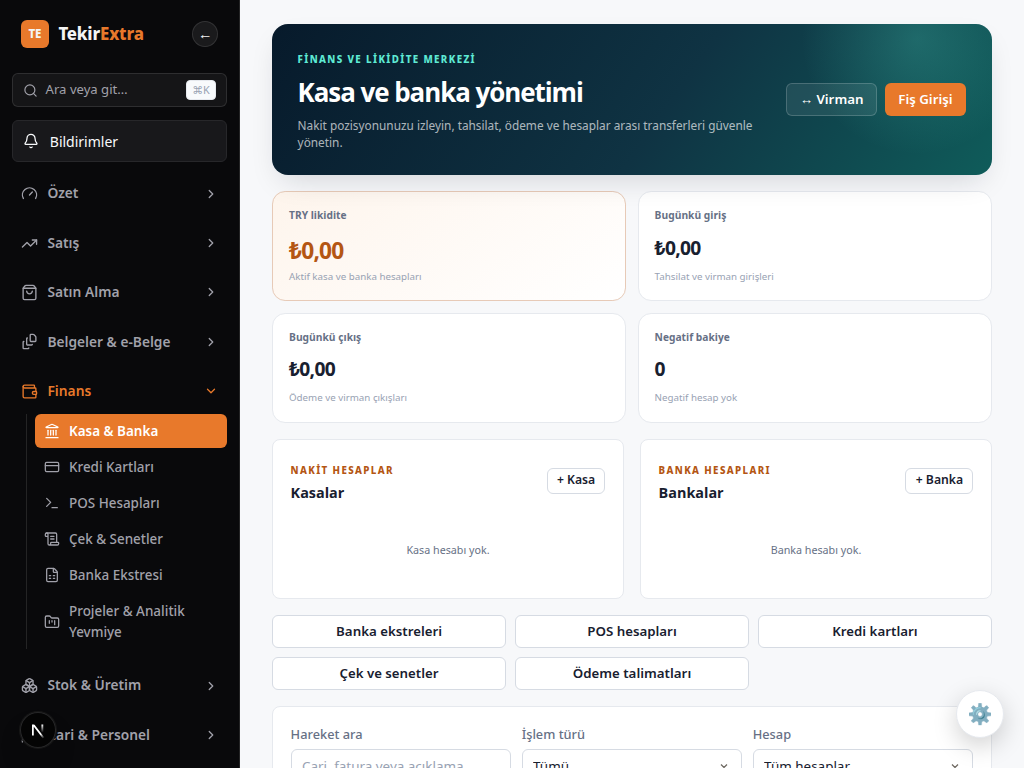 TE
TekirExtra
←
Ara veya git...
⌘K
Bildirimler
Özet
Satış
Satın Alma
Belgeler & e-Belge
Finans
Kasa & Banka
Kredi Kartları
POS Hesapları
Çek & Senetler
Banka Ekstresi
Projeler & Analitik
Yevmiye
Stok & Üretim
ari & Personel
N
FİNANS VE LİKİDİTE MERKEZİ
Kasa ve banka yönetimi
Nakit pozisyonunuzu izleyin, tahsilat, ödeme ve hesaplar arası transferleri güvenle
yönetin.
↔ Virman
Fiş Girişi
TRY likidite
₺0,00
Aktif kasa ve banka hesapları
Bugünkü giriş
₺0,00
Tahsilat ve virman girişleri
Bugünkü çıkış
₺0,00
Ödeme ve virman çıkışları
Negatif bakiye
0
Negatif hesap yok
NAKİT HESAPLAR
Kasalar
+ Kasa
Kasa hesabı yok.
BANKA HESAPLARI
Bankalar
+ Banka
Banka hesabı yok.
Banka ekstreleri
POS hesapları
Kredi kartları
Çek ve senetler
Ödeme talimatları
Hareket ara
İşlem türü
Hesap
Cari, fatura veya açıklama
Tümü
Tüm hesaplar